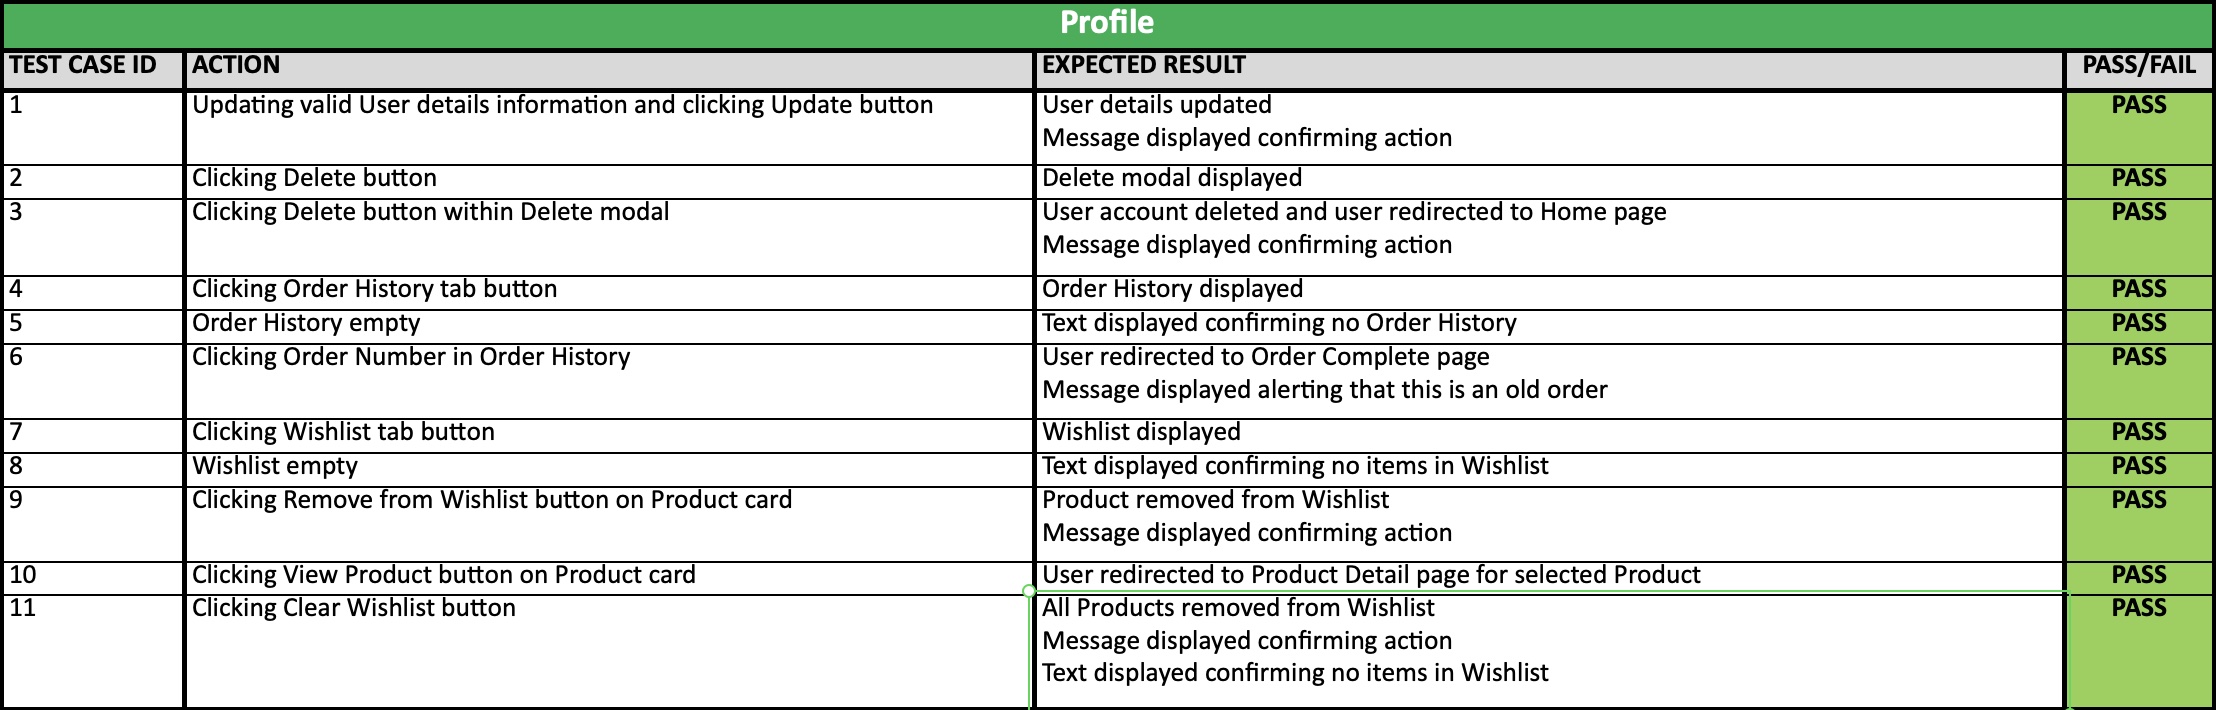 Profile
TEST CASE ID ACTION EXPECTED RESULT PASS/FAIL
1 Updating valid User details information and clicking Update button User details updated PASS
Message displayed confirming action
2 Clicking Delete button Delete modal displayed PASS
3 Clicking Delete button within Delete modal User account deleted and user redirected to Home page PASS
Message displayed confirming action
4 Clicking Order History tab button Order History displayed PASS
5 Order History empty Text displayed confirming no Order History PASS
6 Clicking Order Number in Order History User redirected to Order Complete page PASS
Message displayed alerting that this is an old order
7 Clicking Wishlist tab button Wishlist displayed PASS
8 Wishlist empty Text displayed confirming no items in Wishlist PASS
9 Clicking Remove from Wishlist button on Product card Product removed from Wishlist PASS
Message displayed confirming action
10 Clicking View Product button on Product card User redirected to Product Detail page for selected Product PASS
11 Clicking Clear Wishlist button All Products removed from Wishlist PASS
Message displayed confirming action
Text displayed confirming no items in Wishlist